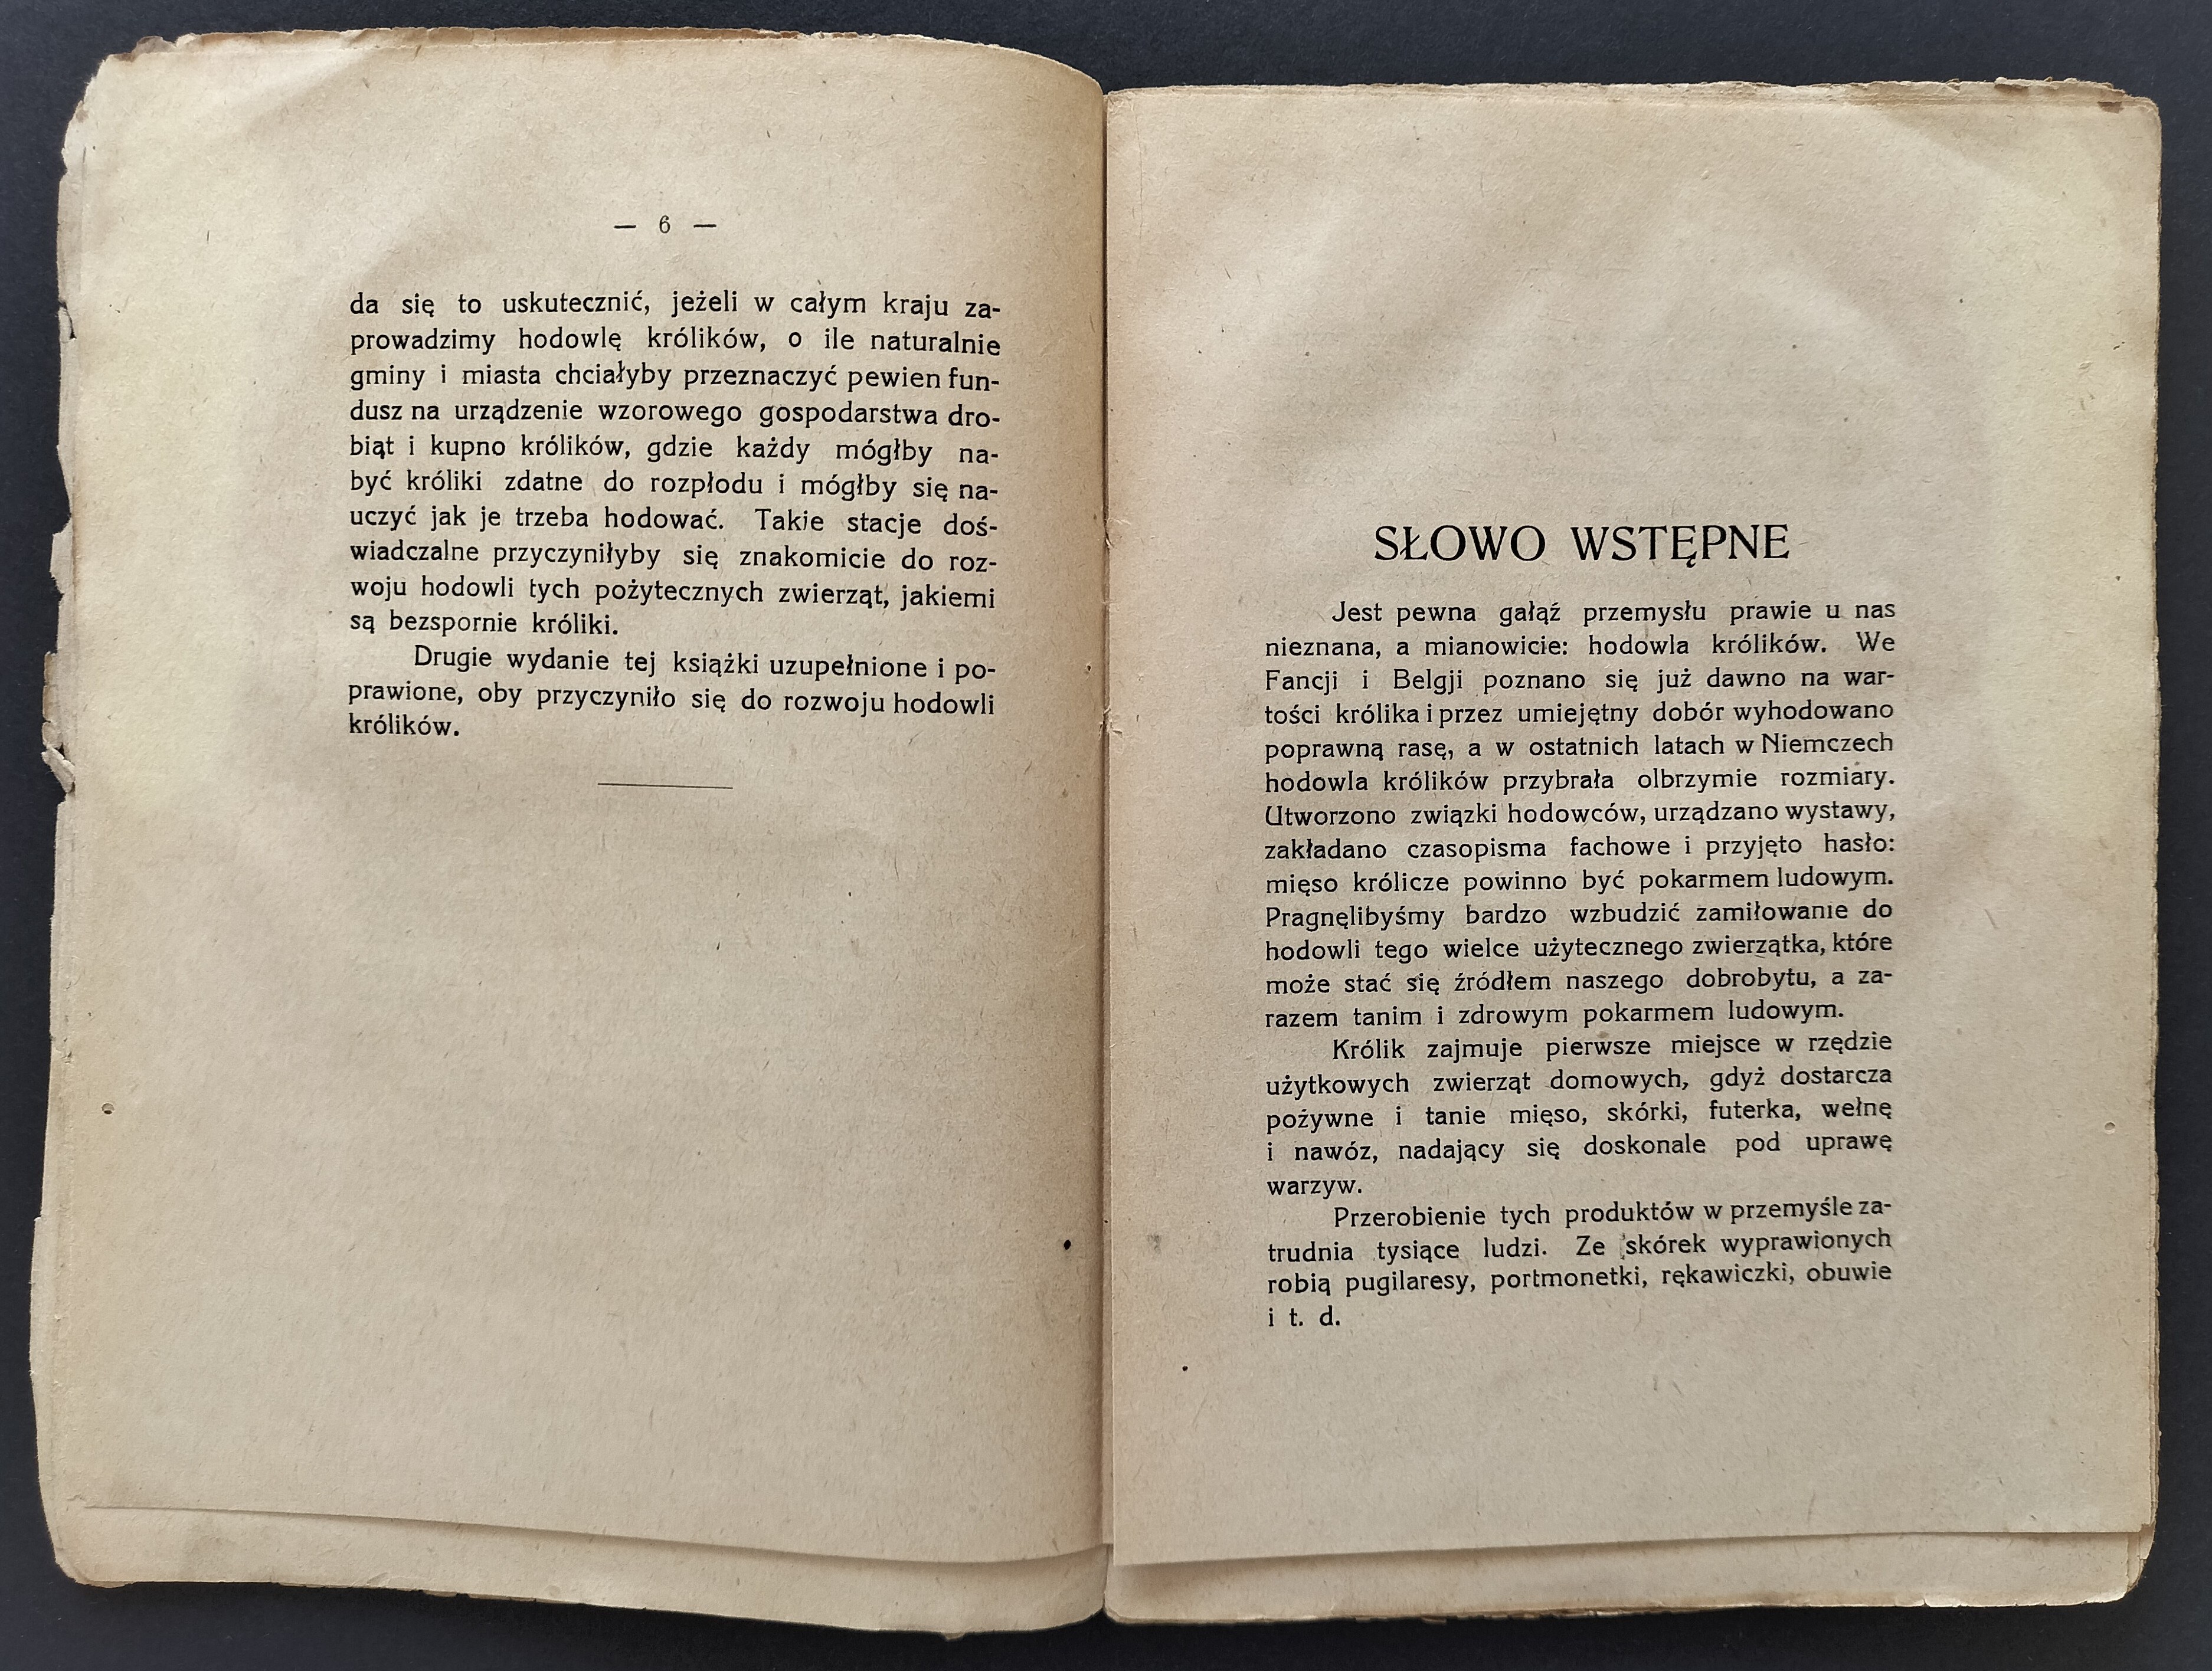 — 6 —
da się to uskutecznić, jeżeli w całym kraju za-
prowadzimy hodowlę królików, o ile naturalnie
gminy i miasta chciałyby przeznaczyć pewien fun-
dusz na urządzenie wzorowego gospodarstwa dro-
biąt i kupno królików, gdzie każdy mógłby na-
być króliki zdatne do rozpłodu i mógłby się na-
uczyć jak je trzeba hodować. Takie stacje doś-
wiadczalne przyczyniłyby się znakomicie do roz-
woju hodowli tych pożytecznych zwierząt, jakiemi
są bezspornie króliki.
Drugie wydanie tej książki uzupełnione i po-
prawione, oby przyczyniło się do rozwoju hodowli
królików.
SŁOWO WSTĘPNE
Jest pewna gałąź przemysłu prawie u nas
nieznana, a mianowicie: hodowla królików. We
Fancji i Belgji poznano się już dawno na war-
tości królika i przez umiejętny dobór wyhodowano
poprawną rasę, a w ostatnich latach w Niemczech
hodowla królików przybrała olbrzymie rozmiary.
Utworzono związki hodowców, urządzano wystawy,
zakładano czasopisma fachowe i przyjęto hasło:
mięso królicze powinno być pokarmem ludowym.
Pragnęlibyśmy bardzo wzbudzić zamiłowanie do
hodowli tego wielce użytecznego zwierzątka, które
może stać się źródłem naszego dobrobytu, a za-
razem tanim i zdrowym pokarmem ludowym.
Królik zajmuje pierwsze miejsce w rzędzie
użytkowych zwierząt domowych, gdyż dostarcza
pożywne i tanie mięso, skórki, futerka, wełnę
i nawóz, nadający się doskonale pod uprawę
warzyw.
Przerobienie tych produktów w przemyśle za-
trudnia tysiące ludzi. Ze skórek wyprawionych
robią pugilaresy, portmonetki, rękawiczki, obuwie
i t. d.